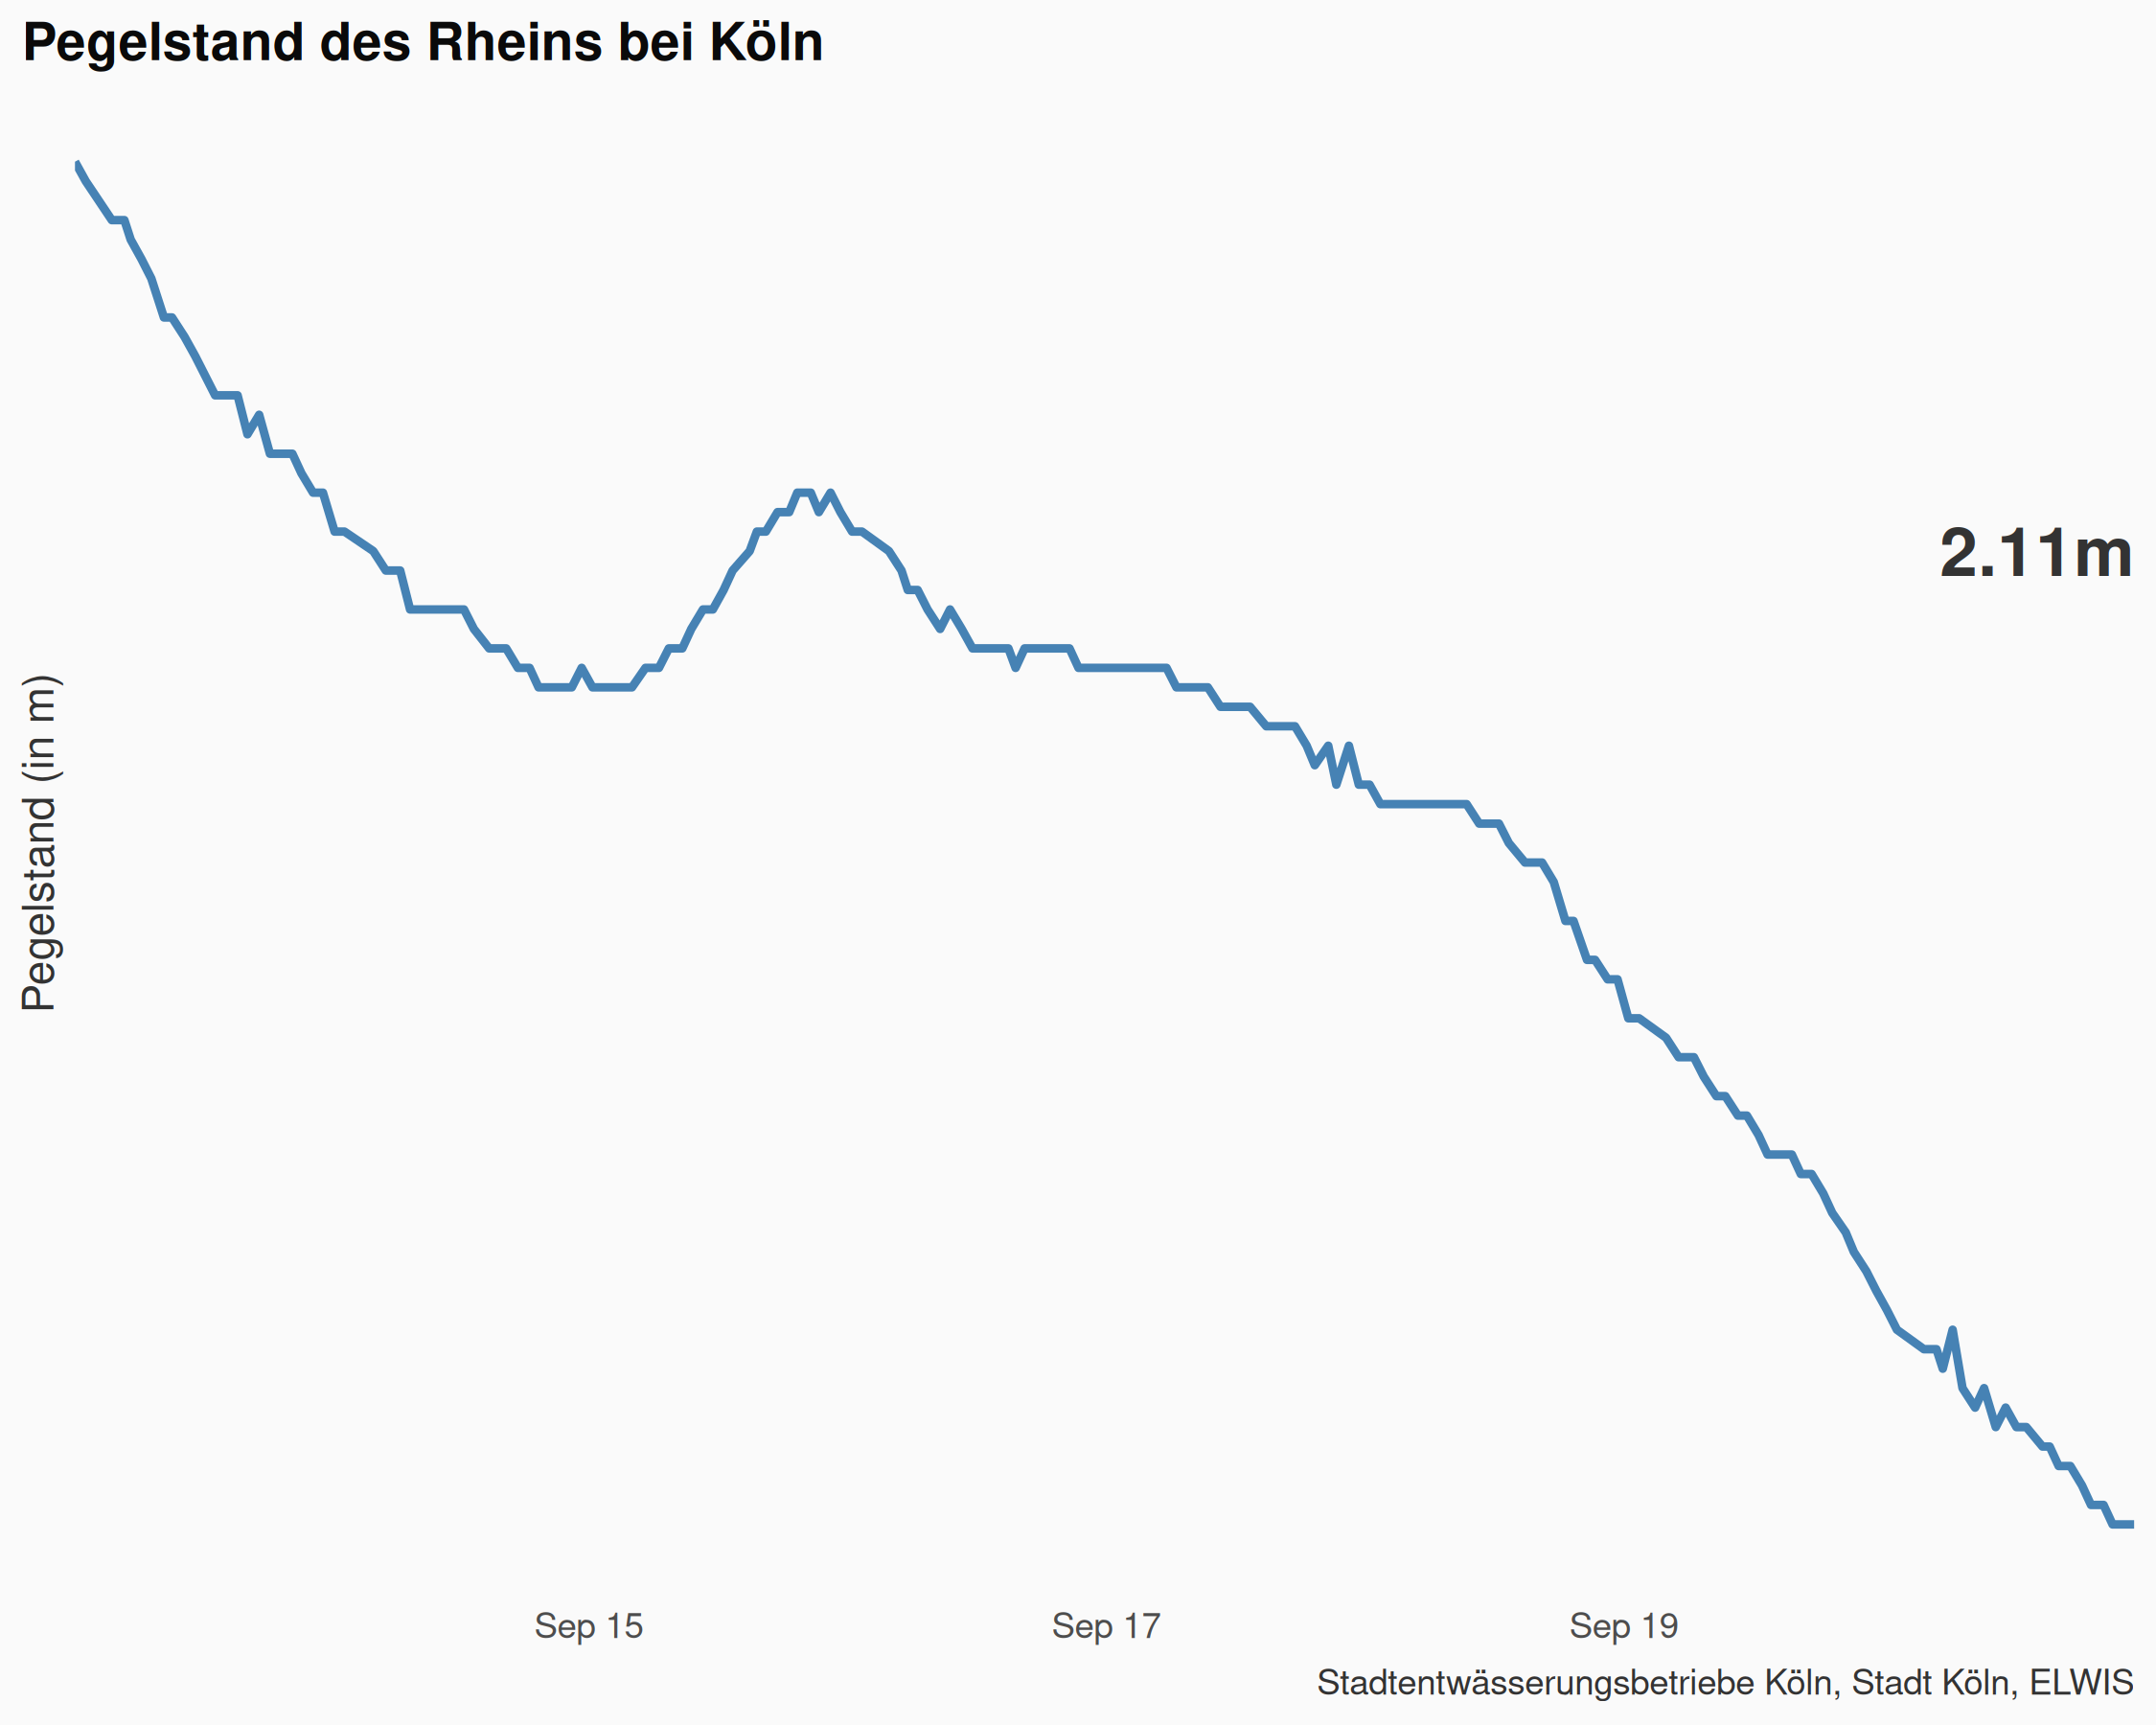 Pegelstand des Rheins bei Köln
2.11m
Pegelstand (in m)
Sep 15
Sep 17
Sep 19
Stadtentwässerungsbetriebe Köln, Stadt Köln, ELWIS